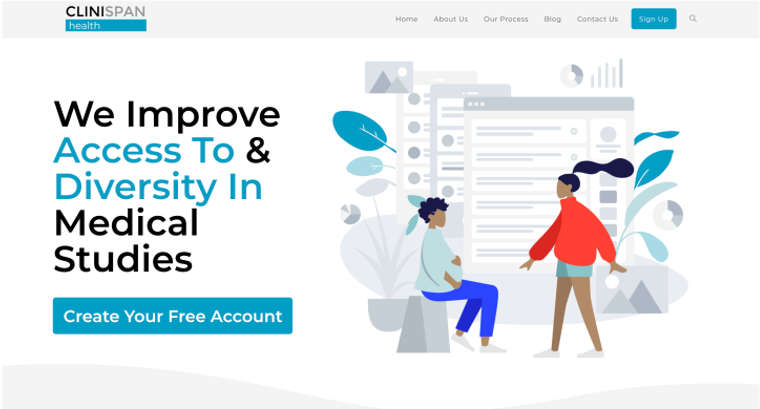 CLINISPAN
health
Home About Us Our Process Blog Contact Us Sign Up
We Improve
Access To &
Diversity In
Medical
Studies
Create Your Free Account